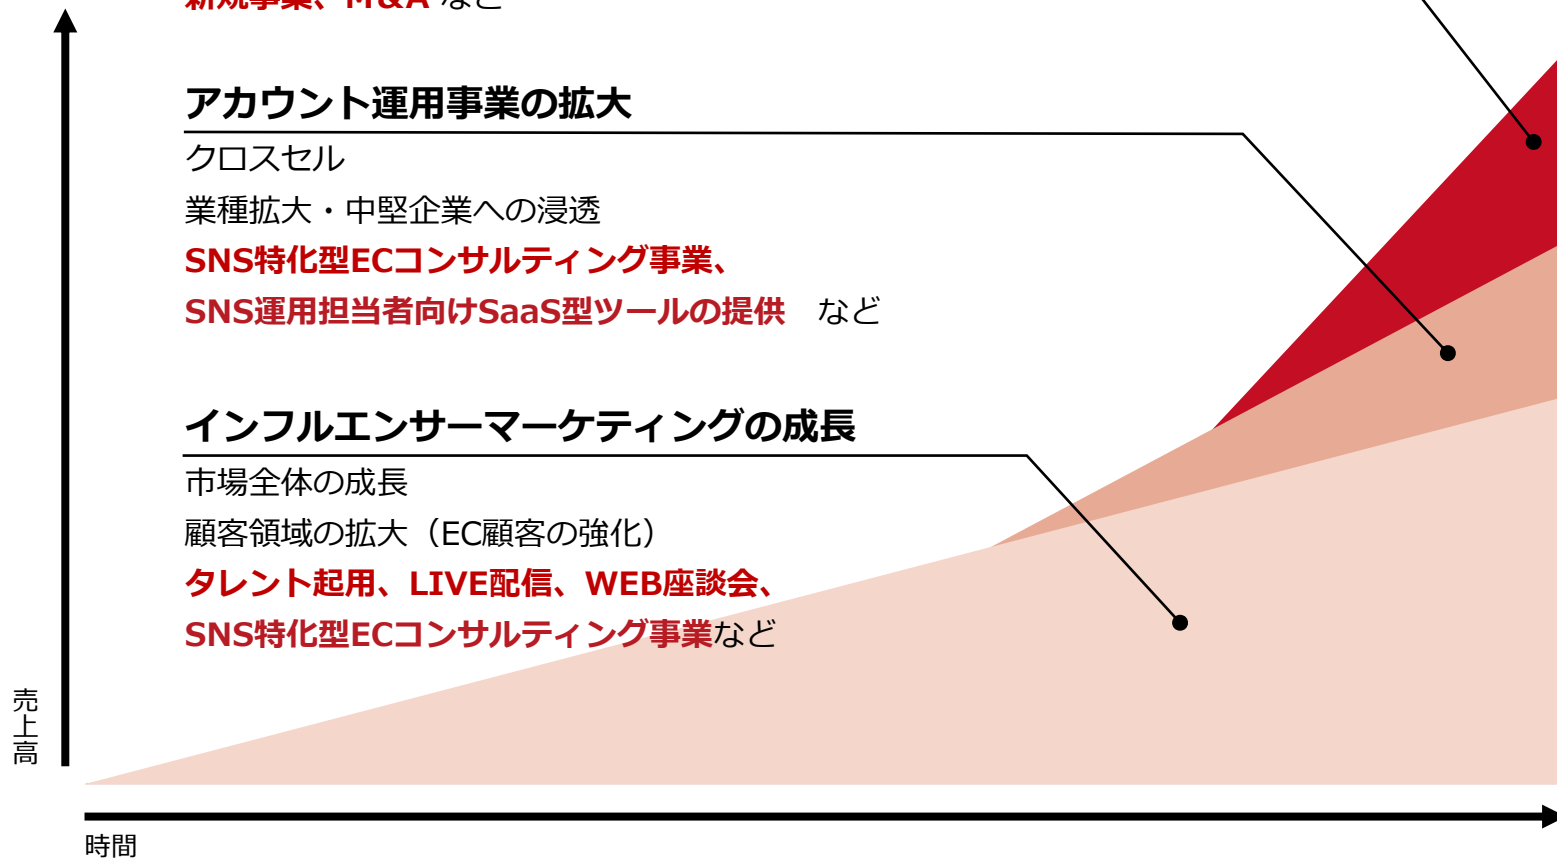 新規事業、M&A など
アカウント運用事業の拡大
クロスセル
業種拡大・中堅企業への浸透
SNS特化型ECコンサルティング事業、
SNS運用担当者向けSaaS型ツールの提供　など
インフルエンサーマーケティングの成長
市場全体の成長
顧客領域の拡大（EC顧客の強化）
タレント起用、LIVE配信、WEB座談会、
SNS特化型ECコンサルティング事業など
売上高
時間